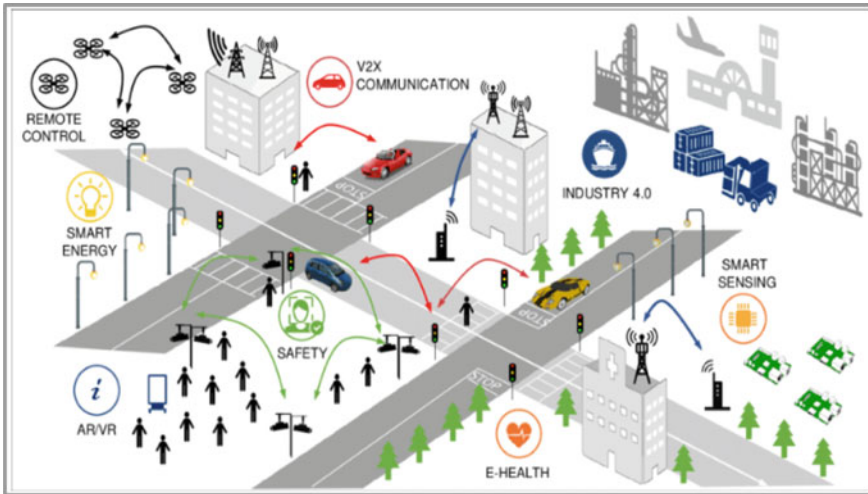 V2X
COMMUNICATION
REMOTE
CONTROL
INDUSTRY 4.0
STOP
SMART
ENERGY
SMART
SENSING
STOP
SAFETY
i
AR/VR
STOP
E-HEALTH